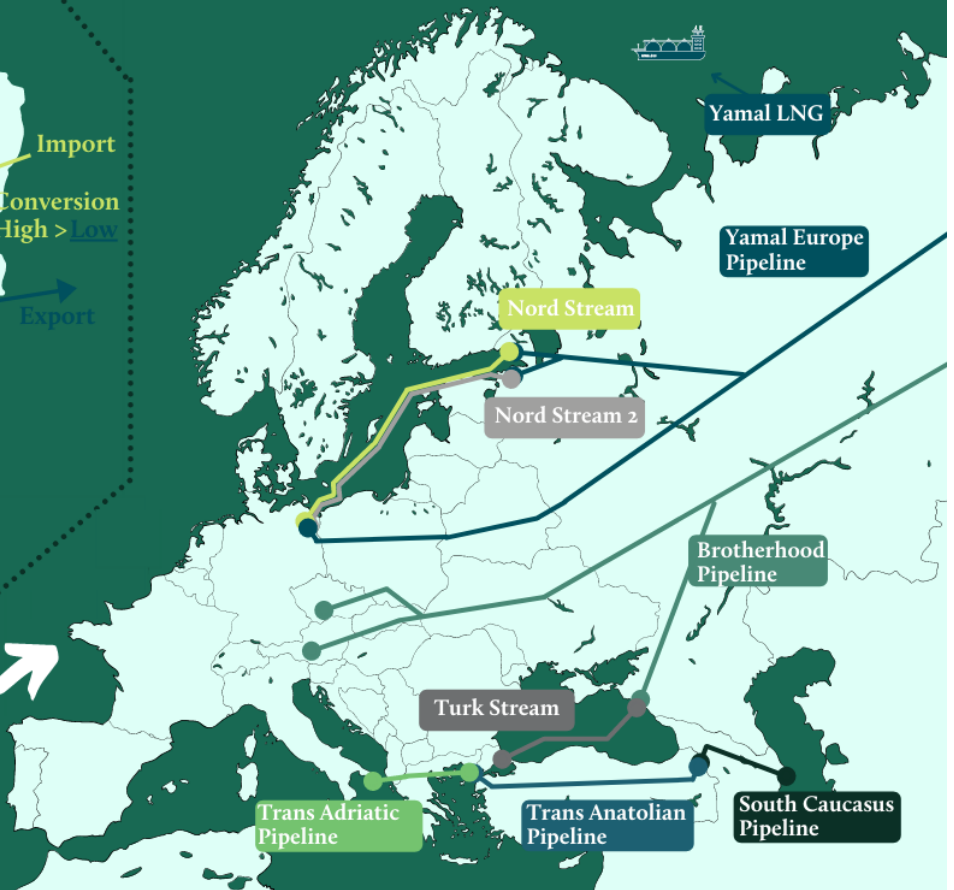 Import
Conversion
High > Low
Export
Yamal LNG
Yamal Europe
Pipeline
Nord Stream
Nord Stream 2
Brotherhood
Pipeline
Turk Stream
Trans Adriatic
Pipeline
Trans Anatolian
Pipeline
South Caucasus
Pipeline